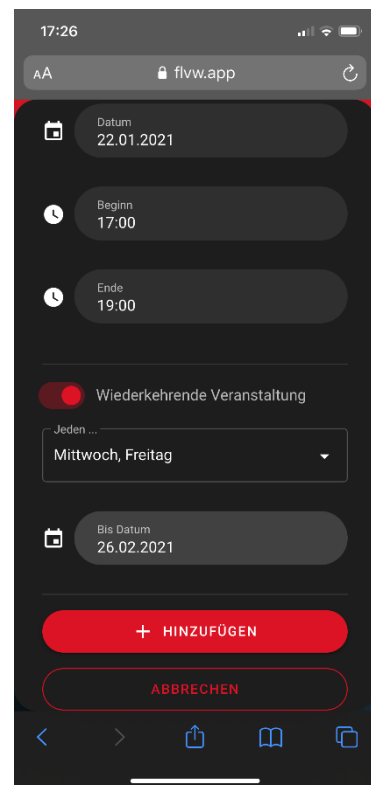 17:26
AA
flvw.app
Datum
22.01.2021
Beginn
17:00
Ende
19:00
Wiederkehrende Veranstaltung
Jeden ...
Mittwoch, Freitag
Bis Datum
26.02.2021
+ HINZUFÜGEN
ABBRECHEN